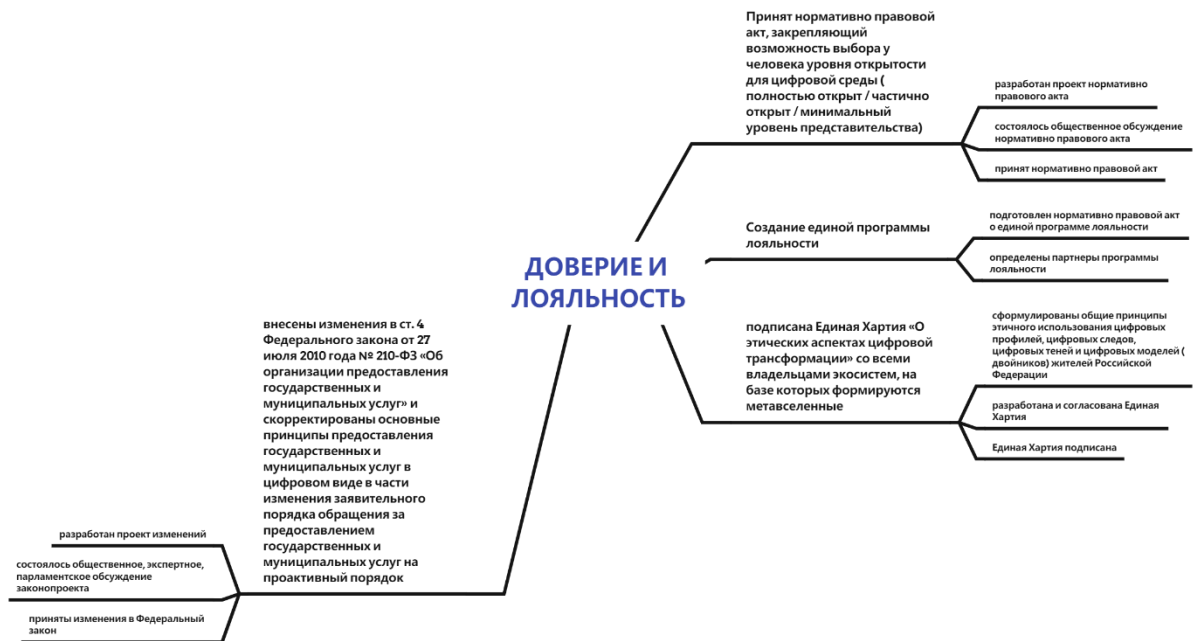 Принят нормативно правовой
акт, закрепляющий
возможность выбора у
человека уровня открытости
для цифровой среды (
полностью открыт / частично
открыт / минимальный
уровень представительства)
разработан проект нормативно
правового акта
состоялось общественное обсуждение
нормативно правового акта
принят нормативно правовой акт
Создание единой программы
лояльности
подготовлен нормативно правовой акт
о единой программе лояльности
определены партнеры программы
лояльности
ДОВЕРИЕ И
ЛОЯЛЬНОСТЬ
подписана Единая Хартия «О
этических аспектах цифровой
трансформации» со всеми
владельцами экосистем, на
базе которых формируются
метавселенные
сформулированы общие принципы
этичного использования цифровых
профилей, цифровых следов,
цифровых теней и цифровых моделей (
двойников) жителей Российской
Федерации
разработана и согласована Единая
Хартия
Единая Хартия подписана
внесены изменения в ст. 4
Федерального закона от 27
июля 2010 года № 210-ФЗ «Об
организации предоставления
государственных и
муниципальных услуг» и
скорректированы основные
принципы предоставления
государственных и
муниципальных услуг в
цифровом виде в части
изменения заявительного
порядка обращения за
предоставлением
государственных и
муниципальных услуг на
проактивный порядок
разработан проект изменений
состоялось общественное, экспертное,
парламентское обсуждение
законопроекта
приняты изменения в Федеральный
закон